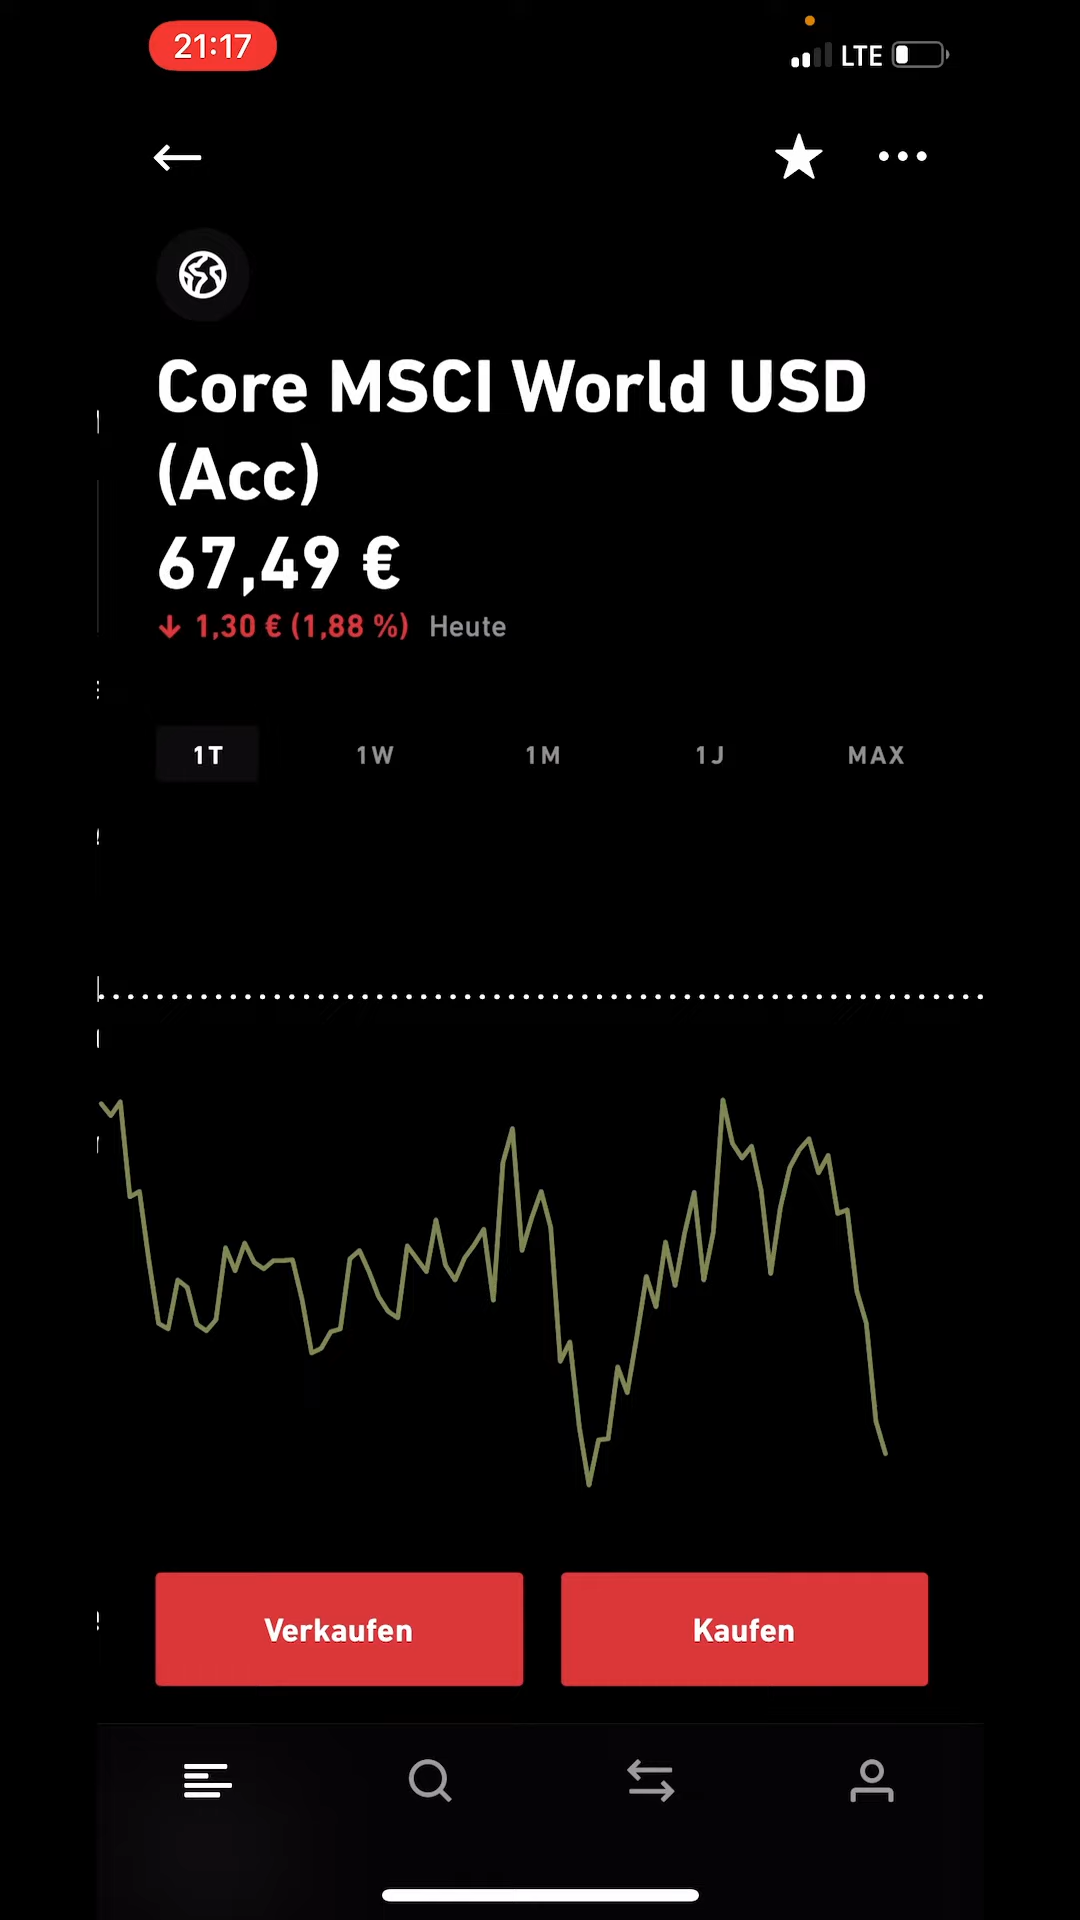 21:17
LTE
Core MSCI World USD
(Acc)
67,49 €
1,30 € (1,88 %) Heute
1T 1W 1M 1J MAX
Verkaufen Kaufen